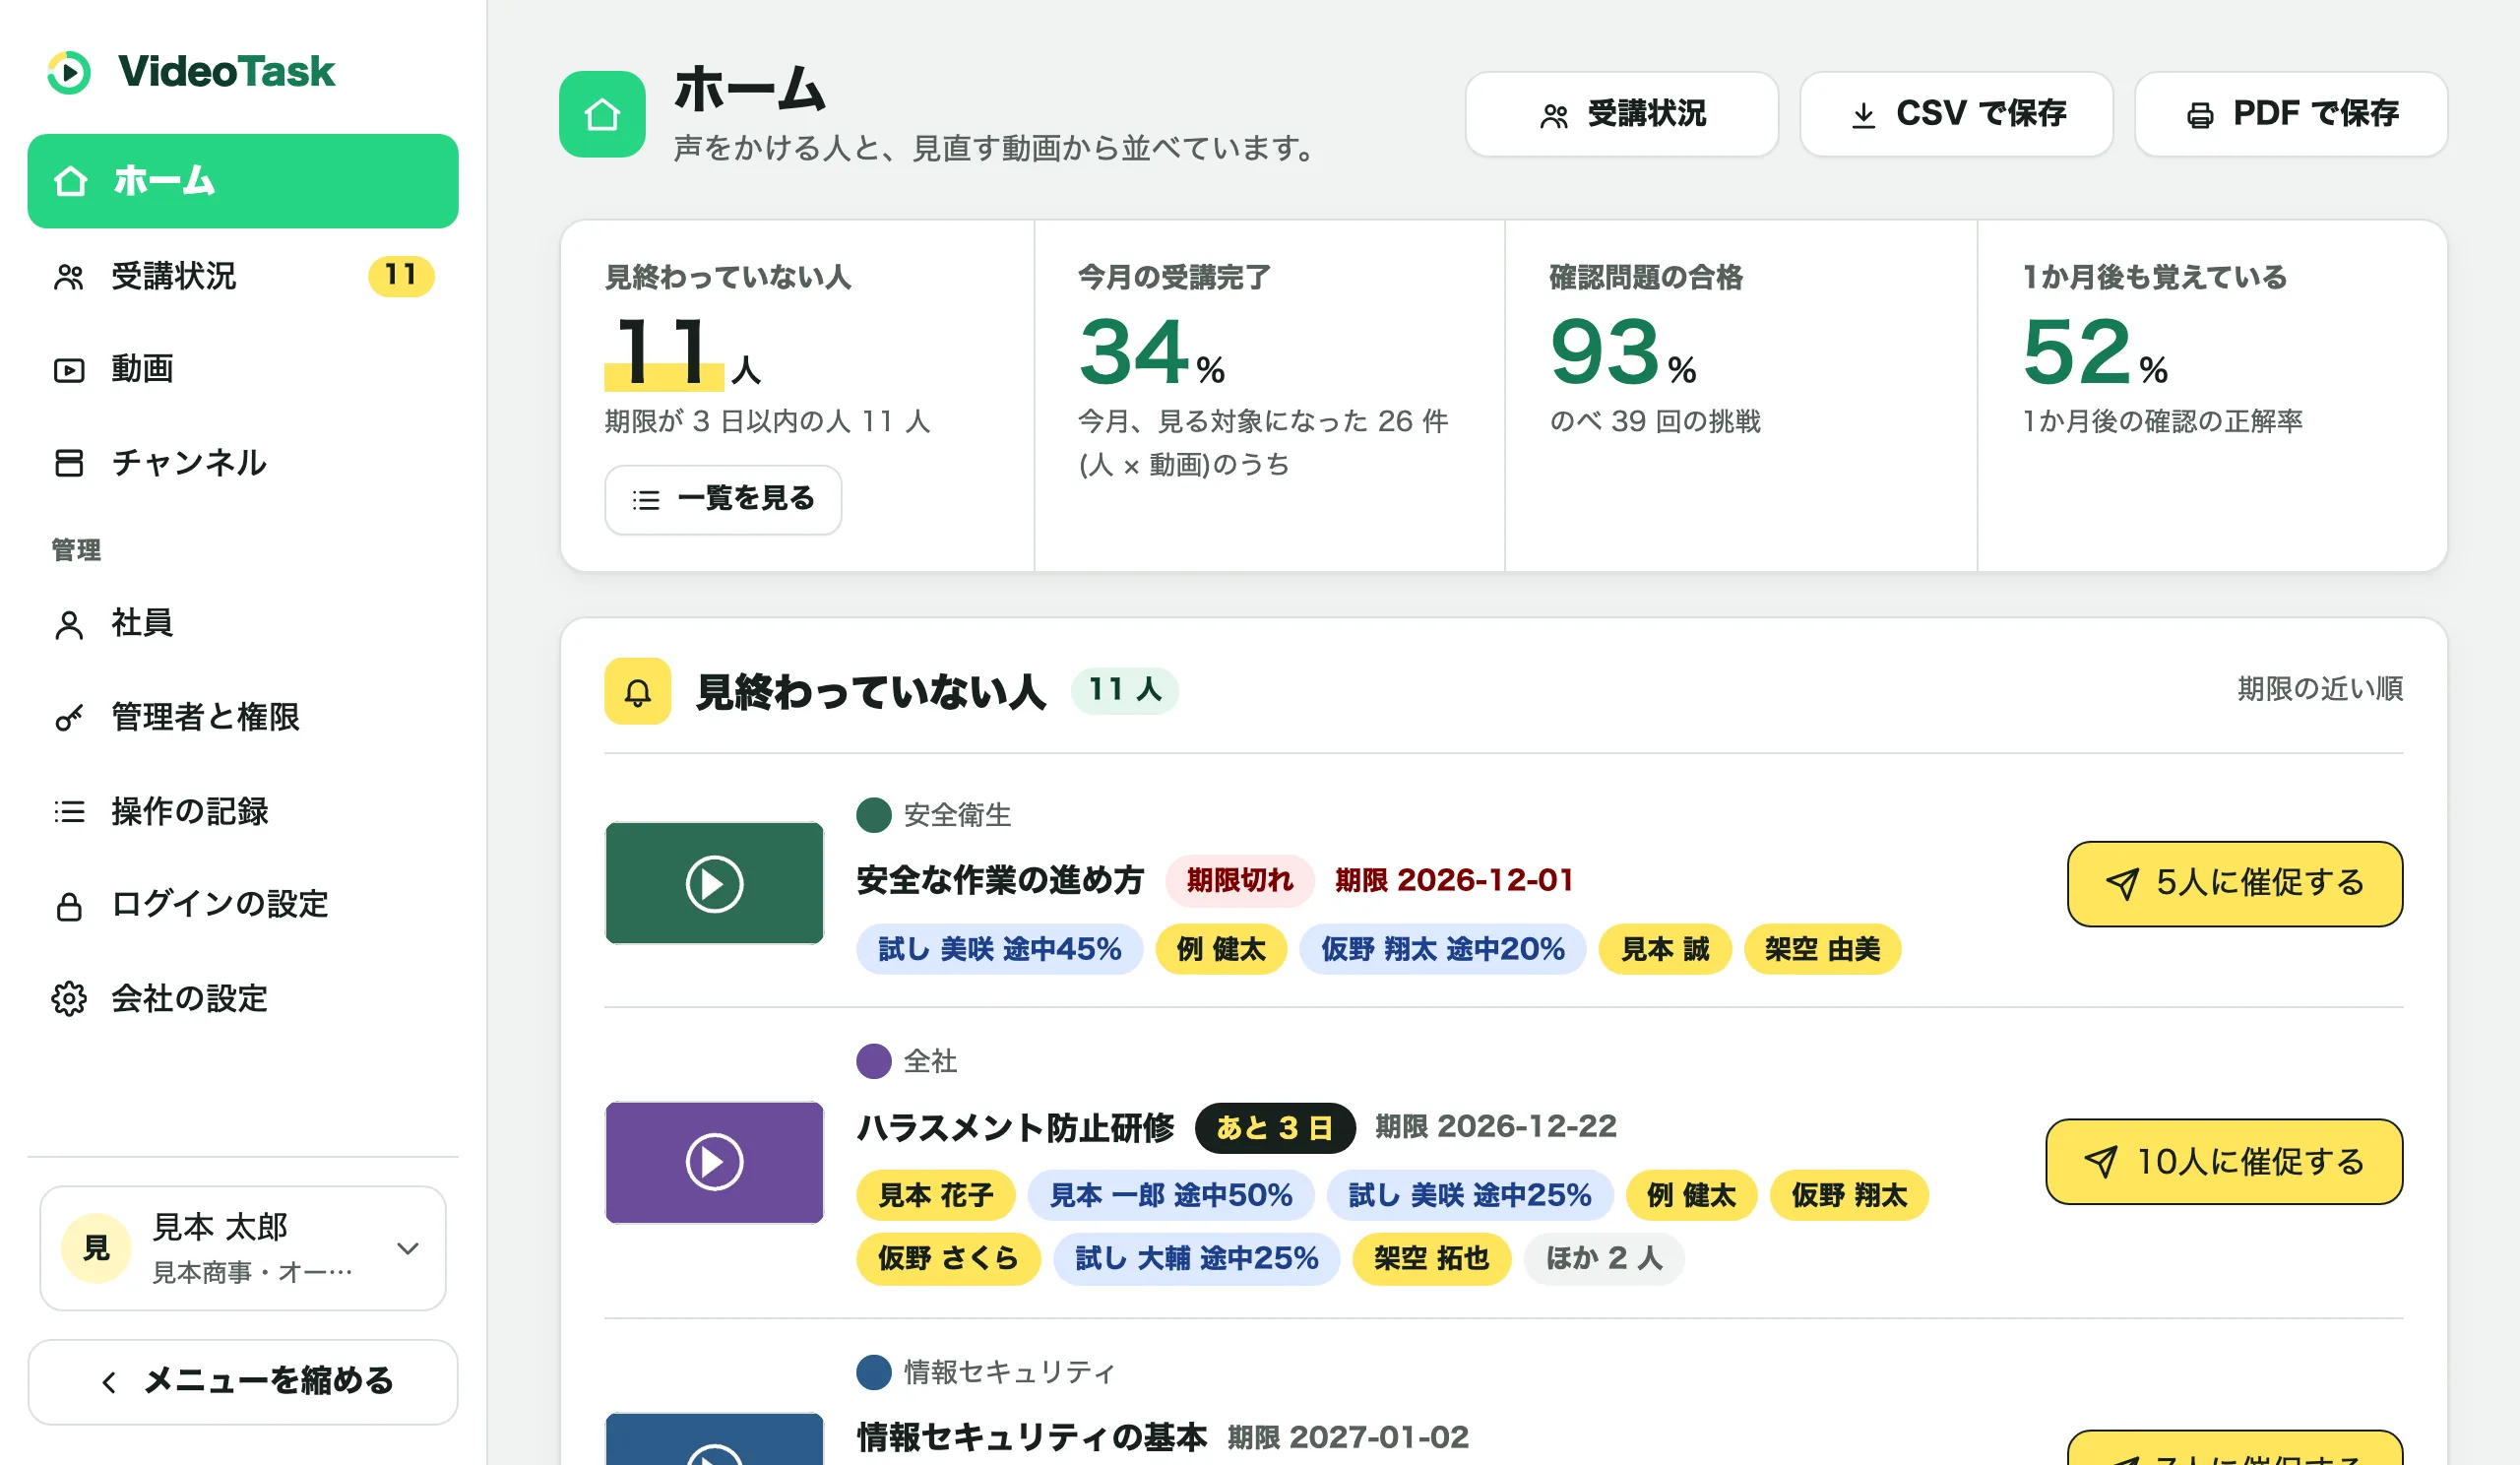 VideoTask
ホーム
受講状況 11
動画
チャンネル
管理
社員
管理者と権限
操作の記録
ログインの設定
会社の設定
見
見本 太郎
見本商事・オー…
メニューを縮める
ホーム
声をかける人と、見直す動画から並べています。
受講状況
CSV で保存
PDF で保存
見終わっていない人
11 人
期限が 3 日以内の人 11 人
一覧を見る
今月の受講完了
34 %
今月、見る対象になった 26 件
(人 × 動画)のうち
確認問題の合格
93 %
のべ 39 回の挑戦
1か月後も覚えている
52 %
1か月後の確認の正解率
見終わっていない人 11 人
期限の近い順
安全衛生
安全な作業の進め方 期限切れ 期限 2026-12-01
試し 美咲 途中45% 例 健太 仮野 翔太 途中20% 見本 誠 架空 由美
5人に催促する
全社
ハラスメント防止研修 あと 3 日 期限 2026-12-22
見本 花子 見本 一郎 途中50% 試し 美咲 途中25% 例 健太 仮野 翔太
仮野 さくら 試し 大輔 途中25% 架空 拓也 ほか 2 人
10人に催促する
情報セキュリティ
情報セキュリティの基本 期限 2027-01-02
7人に催促する